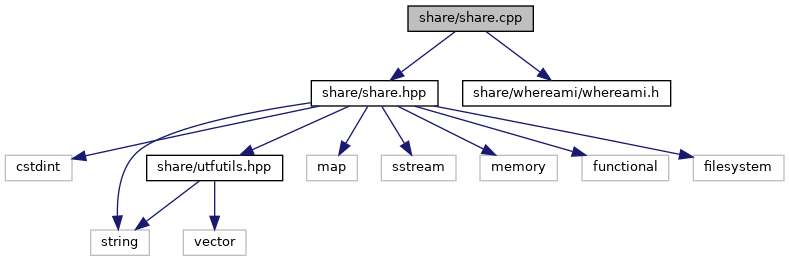 share/share.cpp
share/share.hpp
share/whereami/whereami.h
cstdint
share/utfutils.hpp
map
sstream
memory
functional
filesystem
string
vector